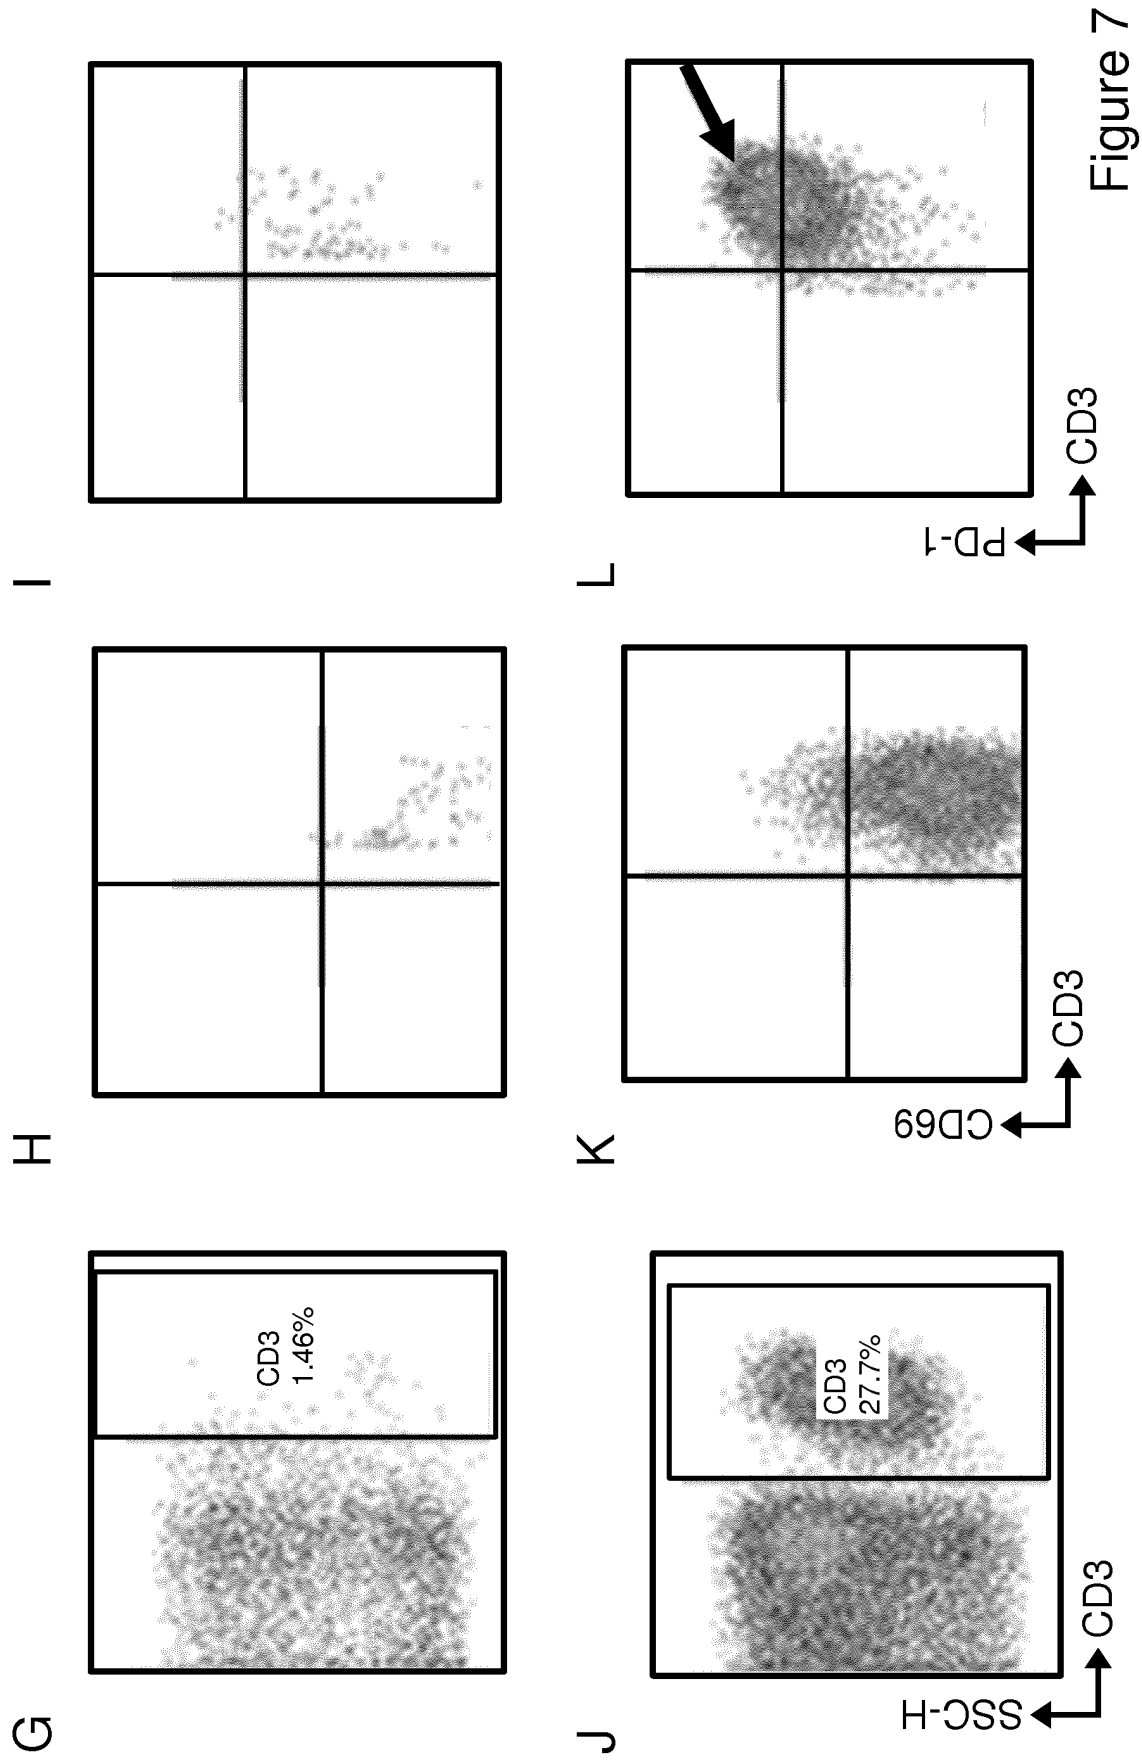 G
H
I
CD3
1.46%
J
K
L
CD3
27.7%
SSC-H
CD3
CD69
CD3
PD-1
CD3
Figure 7